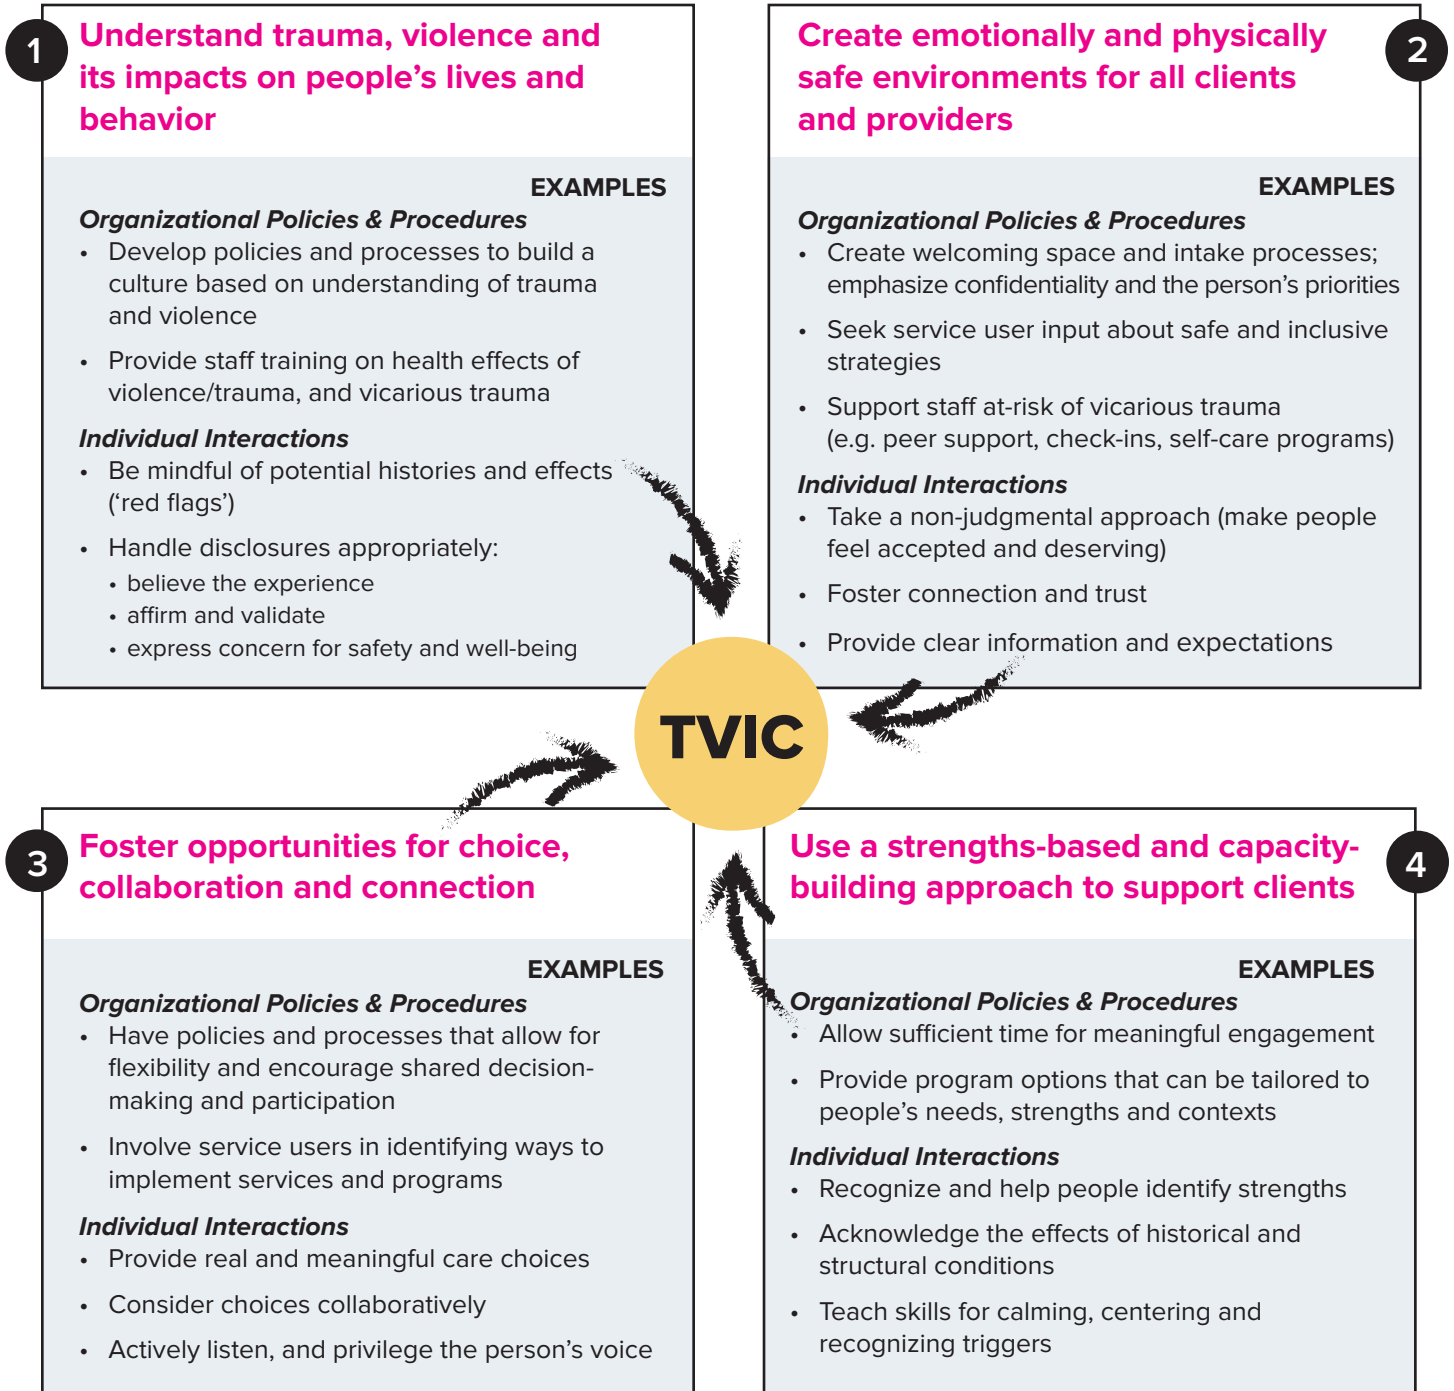 1
Understand trauma, violence and
its impacts on people’s lives and
behavior
EXAMPLES
Organizational Policies & Procedures
• Develop policies and processes to build a
culture based on understanding of trauma
and violence
• Provide staff training on health effects of
violence/trauma, and vicarious trauma
Individual Interactions
• Be mindful of potential histories and effects
(‘red flags’)
• Handle disclosures appropriately:
• believe the experience
• affirm and validate
• express concern for safety and well-being
2
Create emotionally and physically
safe environments for all clients
and providers
EXAMPLES
Organizational Policies & Procedures
• Create welcoming space and intake processes;
emphasize confidentiality and the person’s priorities
• Seek service user input about safe and inclusive
strategies
• Support staff at-risk of vicarious trauma
(e.g. peer support, check-ins, self-care programs)
Individual Interactions
• Take a non-judgmental approach (make people
feel accepted and deserving)
• Foster connection and trust
• Provide clear information and expectations
TVIC
3
Foster opportunities for choice,
collaboration and connection
EXAMPLES
Organizational Policies & Procedures
• Have policies and processes that allow for
flexibility and encourage shared decision-
making and participation
• Involve service users in identifying ways to
implement services and programs
Individual Interactions
• Provide real and meaningful care choices
• Consider choices collaboratively
• Actively listen, and privilege the person’s voice
4
Use a strengths-based and capacity-
building approach to support clients
EXAMPLES
Organizational Policies & Procedures
• Allow sufficient time for meaningful engagement
• Provide program options that can be tailored to
people’s needs, strengths and contexts
Individual Interactions
• Recognize and help people identify strengths
• Acknowledge the effects of historical and
structural conditions
• Teach skills for calming, centering and
recognizing triggers